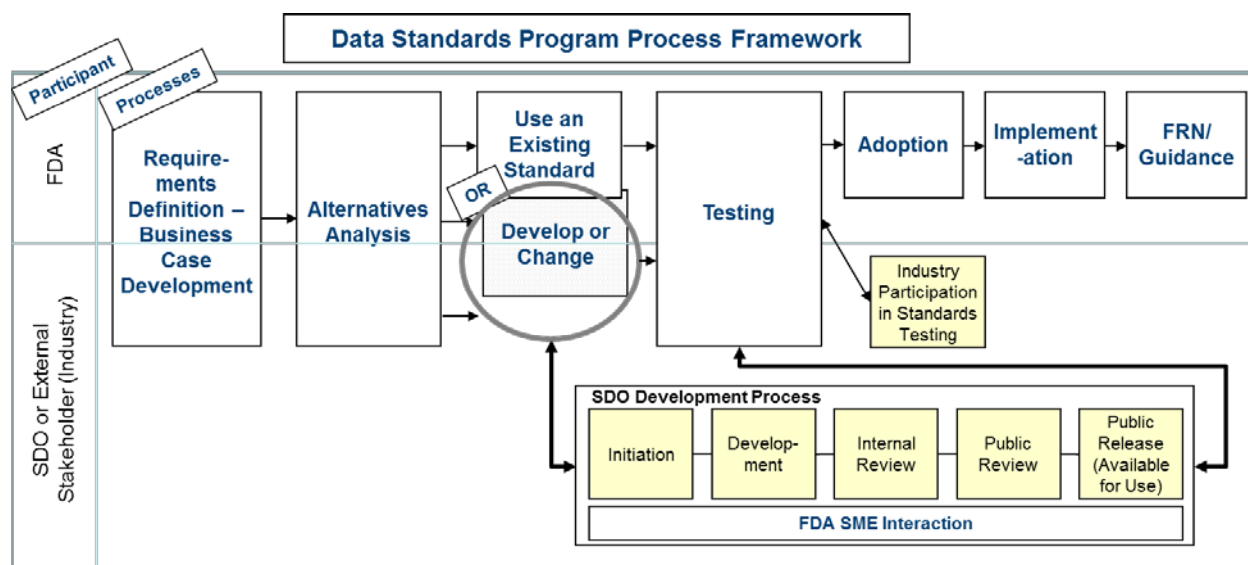 Data Standards Program Process Framework
Participant
Processes
FDA
SDO or External
Stakeholder (Industry)
Require-
ments
Definition –
Business
Case
Development
Alternatives
Analysis
Use an
Existing
Standard
OR
Develop or
Change
Testing
Adoption
Implement
-ation
FRN/
Guidance
Industry
Participation
in Standards
Testing
SDO Development Process
Initiation
Develop-
ment
Internal
Review
Public
Review
Public
Release
(Available
for Use)
FDA SME Interaction